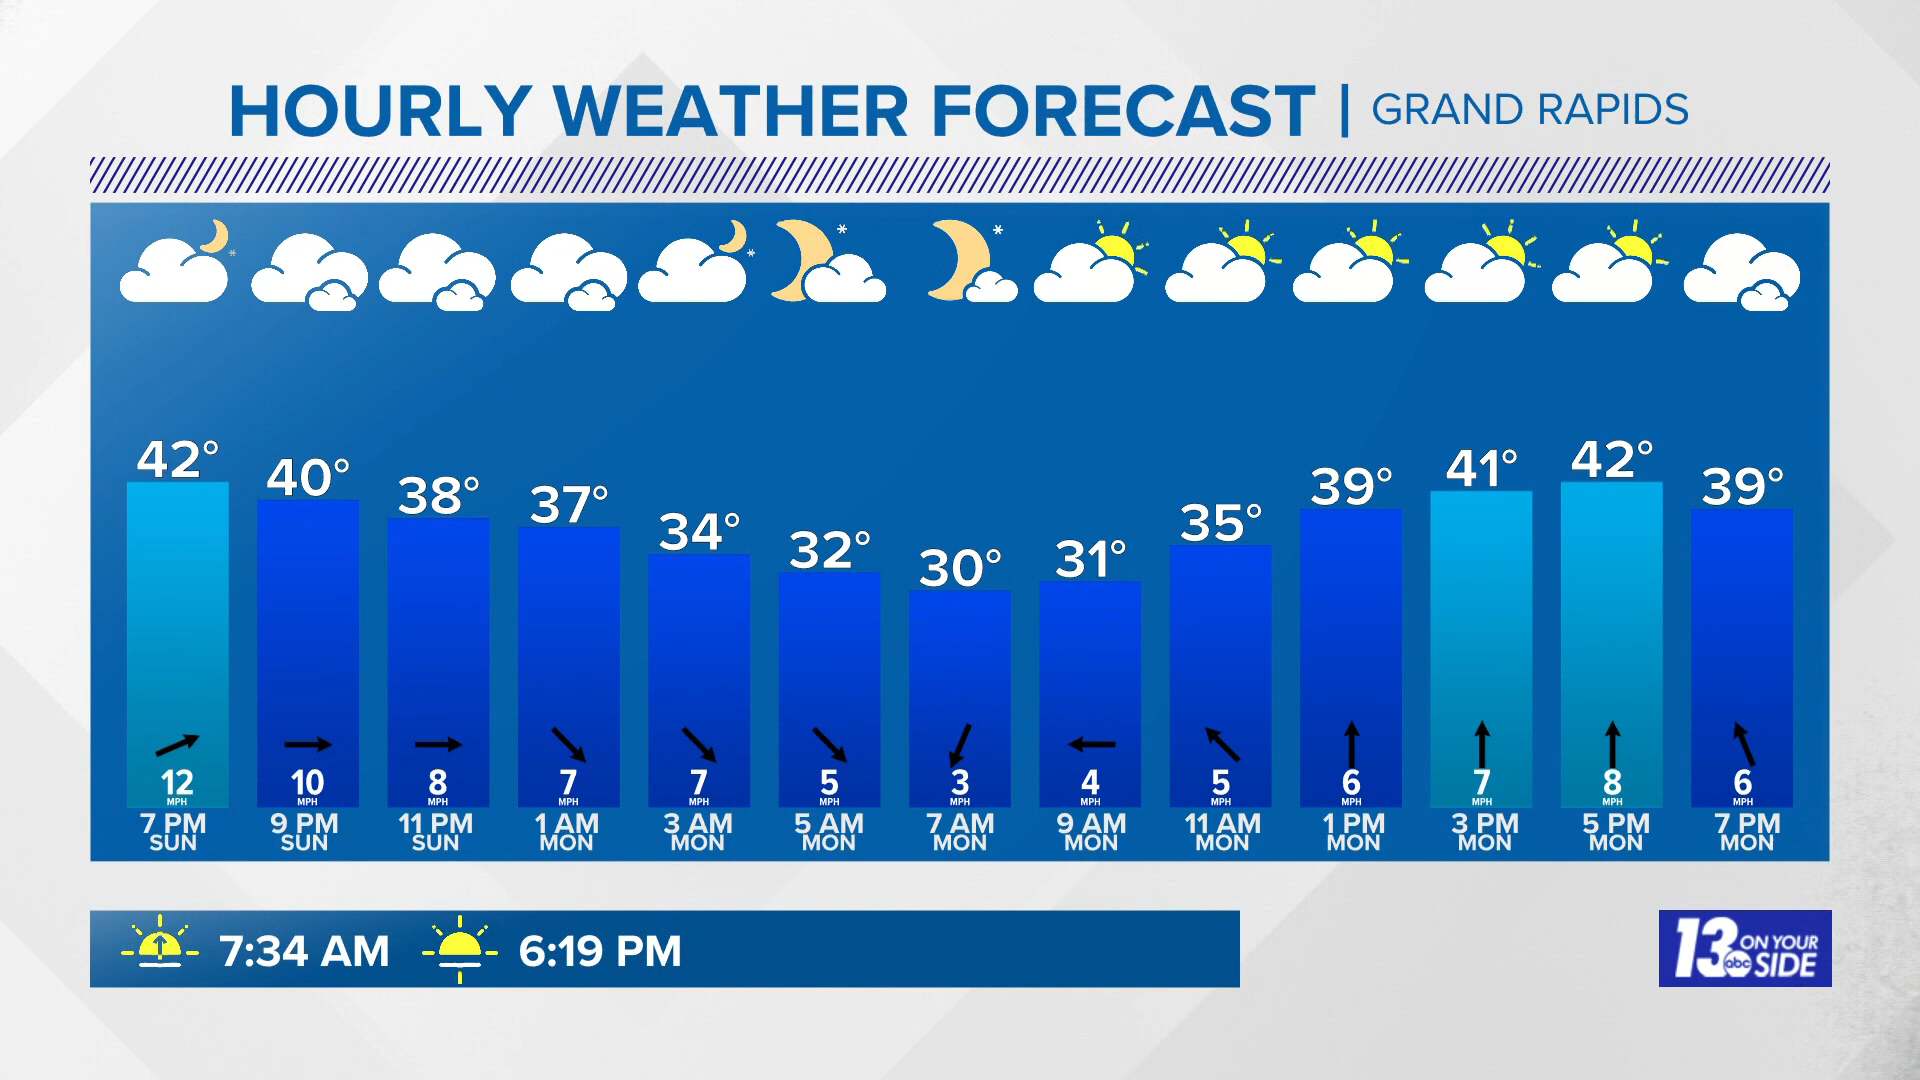 HOURLY WEATHER FORECAST | GRAND RAPIDS
42° 40° 38° 37° 34° 32° 30° 31° 35° 39° 41° 42° 39°
12 10 8 7 7 5 3 4 5 6 7 8 6
MPH MPH MPH MPH MPH MPH MPH MPH MPH MPH MPH MPH MPH
7 PM 9 PM 11 PM 1 AM 3 AM 5 AM 7 AM 9 AM 11 AM 1 PM 3 PM 5 PM 7 PM
SUN SUN SUN MON MON MON MON MON MON MON MON MON MON
7:34 AM 6:19 PM
13 ON YOUR
abc SIDE